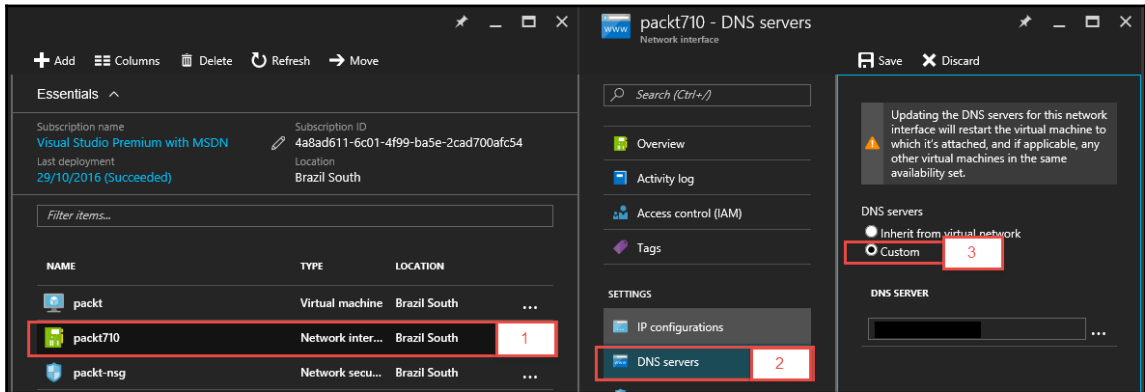 Add Columns Delete Refresh Move
Essentials
Subscription name Subscription ID
Visual Studio Premium with MSDN 4a8ad611-6c01-4f99-ba5e-2cad700afc54
Last deployment Location
29/10/2016 (Succeeded) Brazil South
Filter items...
NAME TYPE LOCATION
packt Virtual machine Brazil South ...
packt710 Network inter... Brazil South 1
packt-nsg Network secu... Brazil South ...
www packt710 - DNS servers
Network interface
Search (Ctrl+/)
Overview
Activity log
Access control (IAM)
Tags
SETTINGS
IP configurations
DNS servers 2
Save Discard
Updating the DNS servers for this network
interface will restart the virtual machine to
which it's attached, and if applicable, any
other virtual machines in the same
availability set.
DNS servers
Inherit from virtual network
Custom 3
DNS SERVER
...